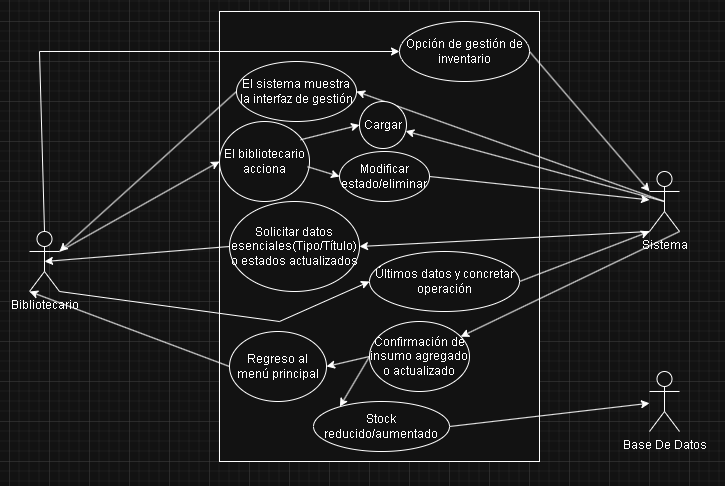 Opción de gestión de
inventario
El sistema muestra
la interfaz de gestión
Cargar
El bibliotecario
acciona
Modificar
estado/eliminar
Solicitar datos
esenciales(Tipo/Título)
o estados actualizados
Sistema
Bibliotecario
Últimos datos y concretar
operación
Confirmación de
insumo agregado
o actualizado
Regreso al
menú principal
Stock
reducido/aumentado
Base De Datos